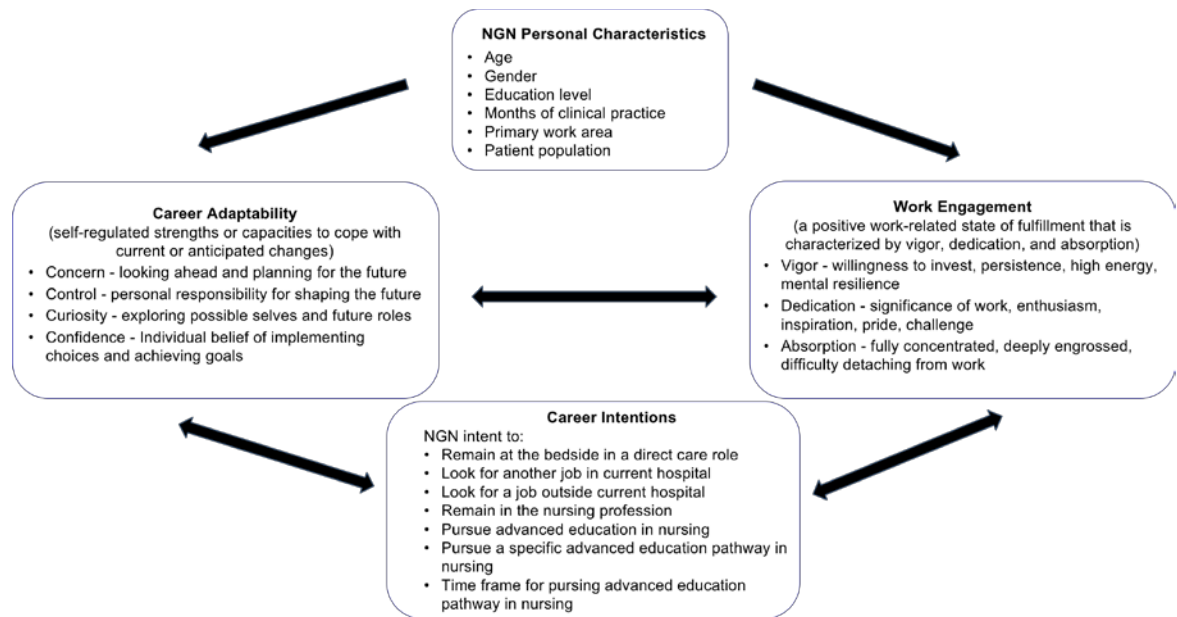 NGN Personal Characteristics
• Age
• Gender
• Education level
• Months of clinical practice
• Primary work area
• Patient population
Career Adaptability
(self-regulated strengths or capacities to cope with
current or anticipated changes)
• Concern - looking ahead and planning for the future
• Control - personal responsibility for shaping the future
• Curiosity - exploring possible selves and future roles
• Confidence - Individual belief of implementing
choices and achieving goals
Work Engagement
(a positive work-related state of fulfillment that is
characterized by vigor, dedication, and absorption)
• Vigor - willingness to invest, persistence, high energy,
mental resilience
• Dedication - significance of work, enthusiasm,
inspiration, pride, challenge
• Absorption - fully concentrated, deeply engrossed,
difficulty detaching from work
Career Intentions
NGN intent to:
• Remain at the bedside in a direct care role
• Look for another job in current hospital
• Look for a job outside current hospital
• Remain in the nursing profession
• Pursue advanced education in nursing
• Pursue a specific advanced education pathway in
nursing
• Time frame for pursing advanced education
pathway in nursing